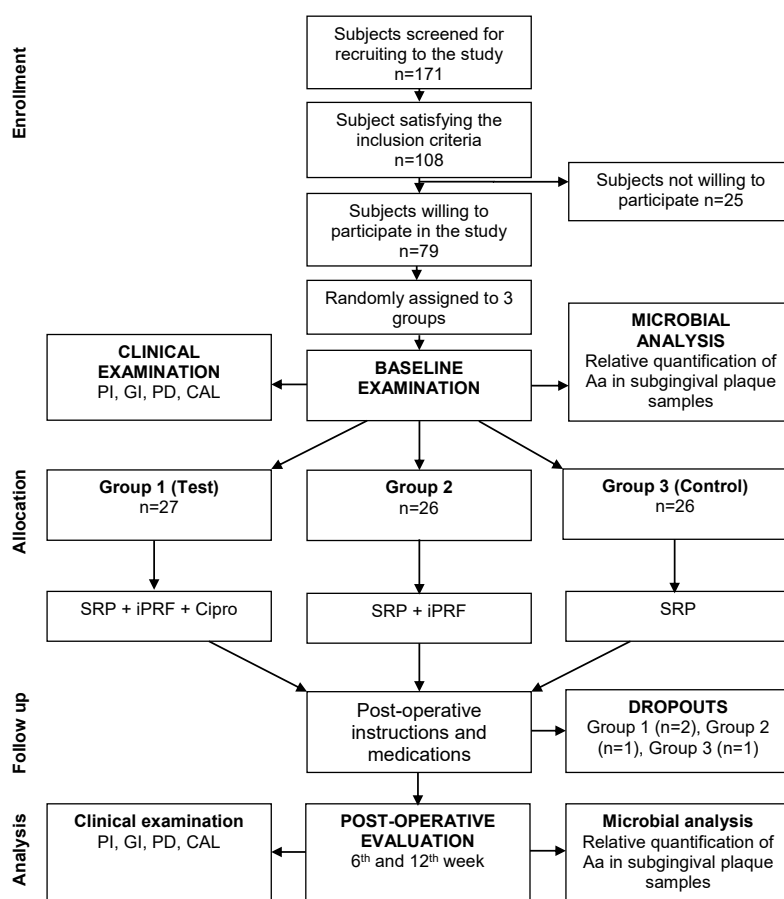 Enrollment
Subjects screened for
recruiting to the study
n=171
Subject satisfying the
inclusion criteria
n=108
Subjects not willing to
participate n=25
Subjects willing to
participate in the study
n=79
Randomly assigned to 3
groups
CLINICAL
EXAMINATION
PI, GI, PD, CAL
BASELINE
EXAMINATION
MICROBIAL
ANALYSIS
Relative quantification of
Aa in subgingival plaque
samples
Allocation
Group 1 (Test)
n=27
Group 2
n=26
Group 3 (Control)
n=26
SRP + iPRF + Cipro
SRP + iPRF
SRP
Follow up
Post-operative
instructions and
medications
DROPOUTS
Group 1 (n=2), Group 2
(n=1), Group 3 (n=1)
Analysis
Clinical examination
PI, GI, PD, CAL
POST-OPERATIVE
EVALUATION
6th and 12th week
Microbial analysis
Relative quantification of
Aa in subgingival plaque
samples